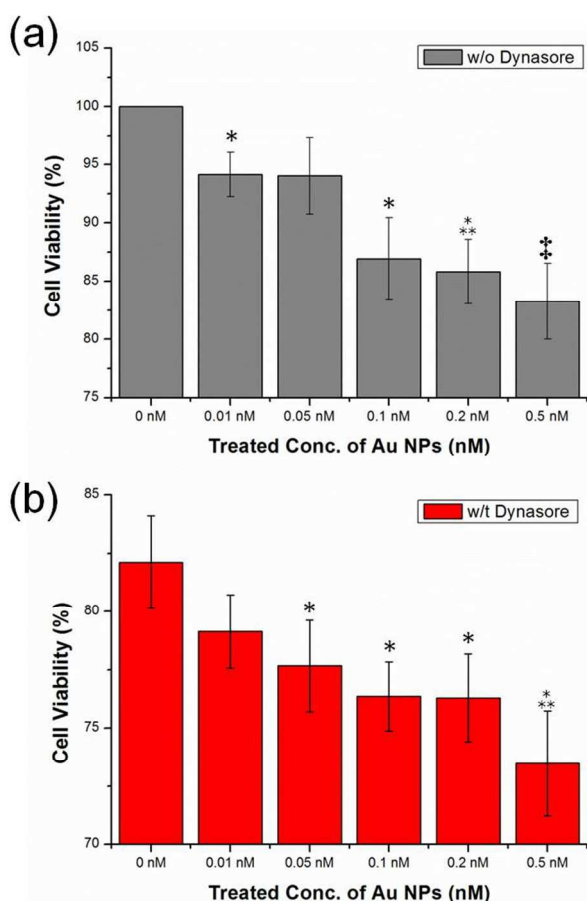 (a)
w/o Dynasore
Cell Viability (%)
100
95
90
85
80
75
*
*
*
**
‡
0 nM 0.01 nM 0.05 nM 0.1 nM 0.2 nM 0.5 nM
Treated Conc. of Au NPs (nM)
(b)
w/t Dynasore
Cell Viability (%)
85
80
75
70
*
*
*
*
**
0 nM 0.01 nM 0.05 nM 0.1 nM 0.2 nM 0.5 nM
Treated Conc. of Au NPs (nM)